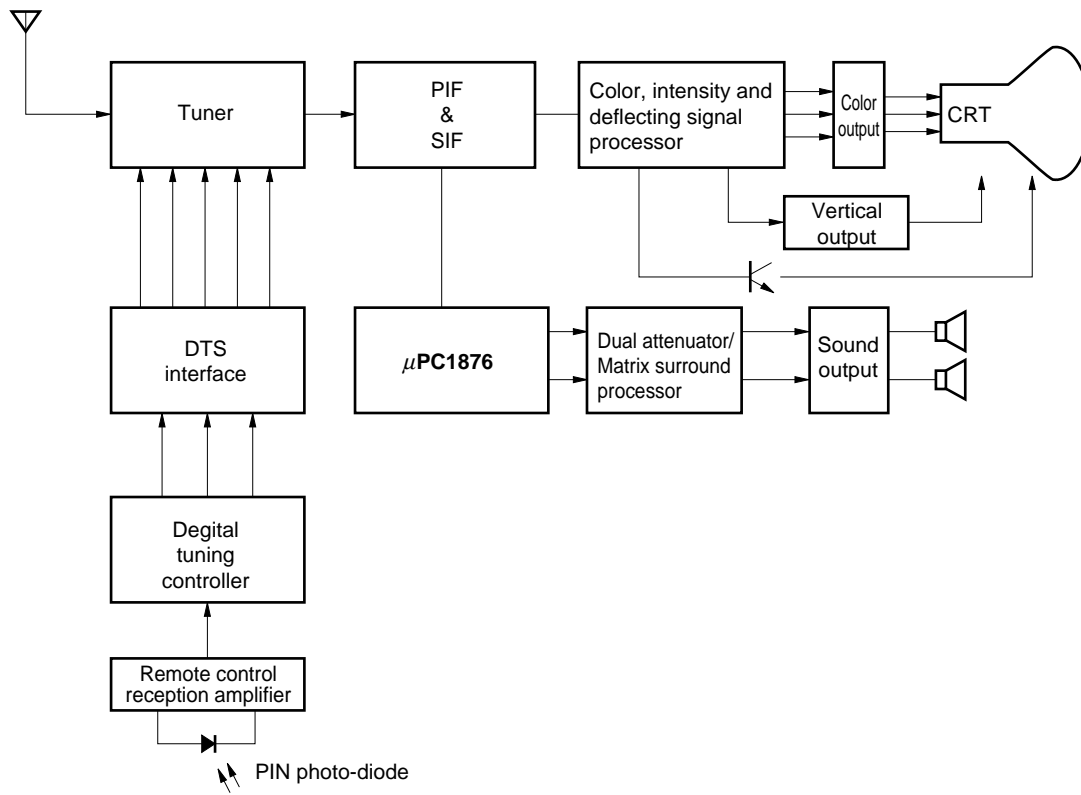 Tuner
PIF
&
SIF
Color, intensity and
deflecting signal
processor
Color
output
CRT
Vertical
output
DTS
interface
μPC1876
Dual attenuator/
Matrix surround
processor
Sound
output
Degital
tuning
controller
Remote control
reception amplifier
PIN photo-diode